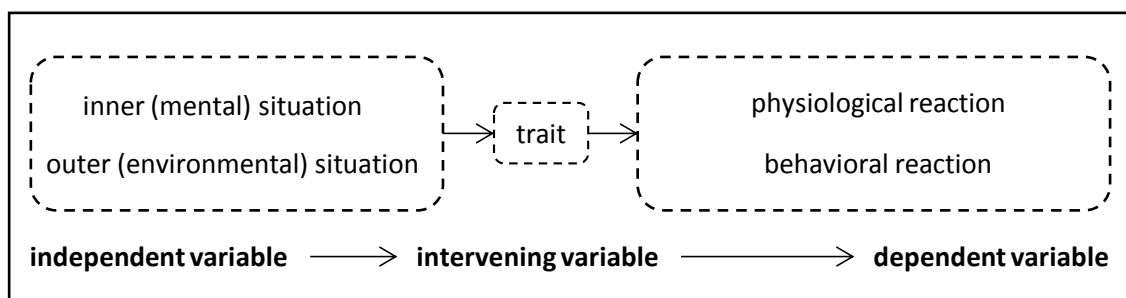 inner (mental) situation
outer (environmental) situation
trait
physiological reaction
behavioral reaction
independent variable
intervening variable
dependent variable